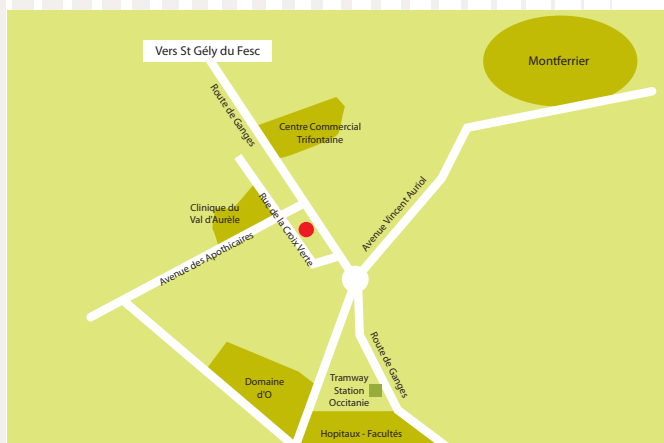 Vers St Gély du Fesc
Montferrier
Route de Ganges
Centre Commercial
Trifontaine
Clinique du
Val d'Aurèle
Rue de la Croix Verte
Avenue Vincent Auriol
Avenue des Apothicaires
Route de Ganges
Domaine
d'O
Tramway
Station
Occitanie
Hopitaux - Facultés